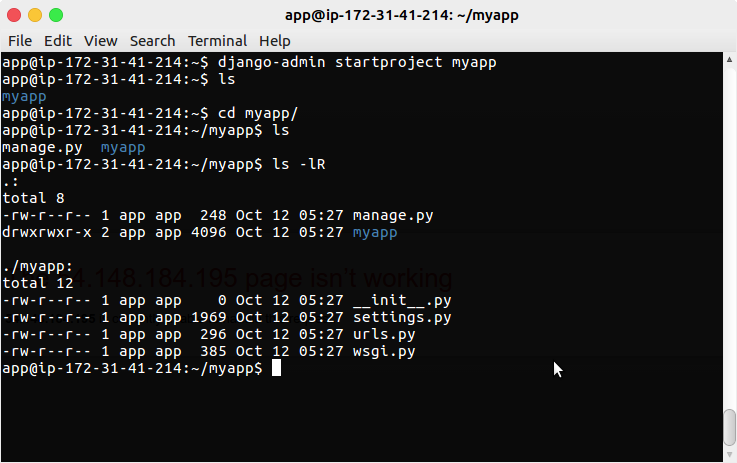 app@ip-172-31-41-214: ~/myapp
File Edit View Search Terminal Help
app@ip-172-31-41-214:~$ django-admin startproject myapp
app@ip-172-31-41-214:~$ ls
myapp
app@ip-172-31-41-214:~$ cd myapp/
app@ip-172-31-41-214:~/myapp$ ls
manage.py  myapp
app@ip-172-31-41-214:~/myapp$ ls -lR
.:
total 8
-rw-r--r-- 1 app app  248 Oct 12 05:27 manage.py
drwxrwxr-x 2 app app 4096 Oct 12 05:27 myapp
./myapp:
4.148.184.195 page isn't working
total 12
-rw-r--r-- 1 app app    0 Oct 12 05:27 __init__.py
-rw-r--r-- 1 app app 1969 Oct 12 05:27 settings.py
-rw-r--r-- 1 app app  296 Oct 12 05:27 urls.py
-rw-r--r-- 1 app app  385 Oct 12 05:27 wsgi.py
app@ip-172-31-41-214:~/myapp$